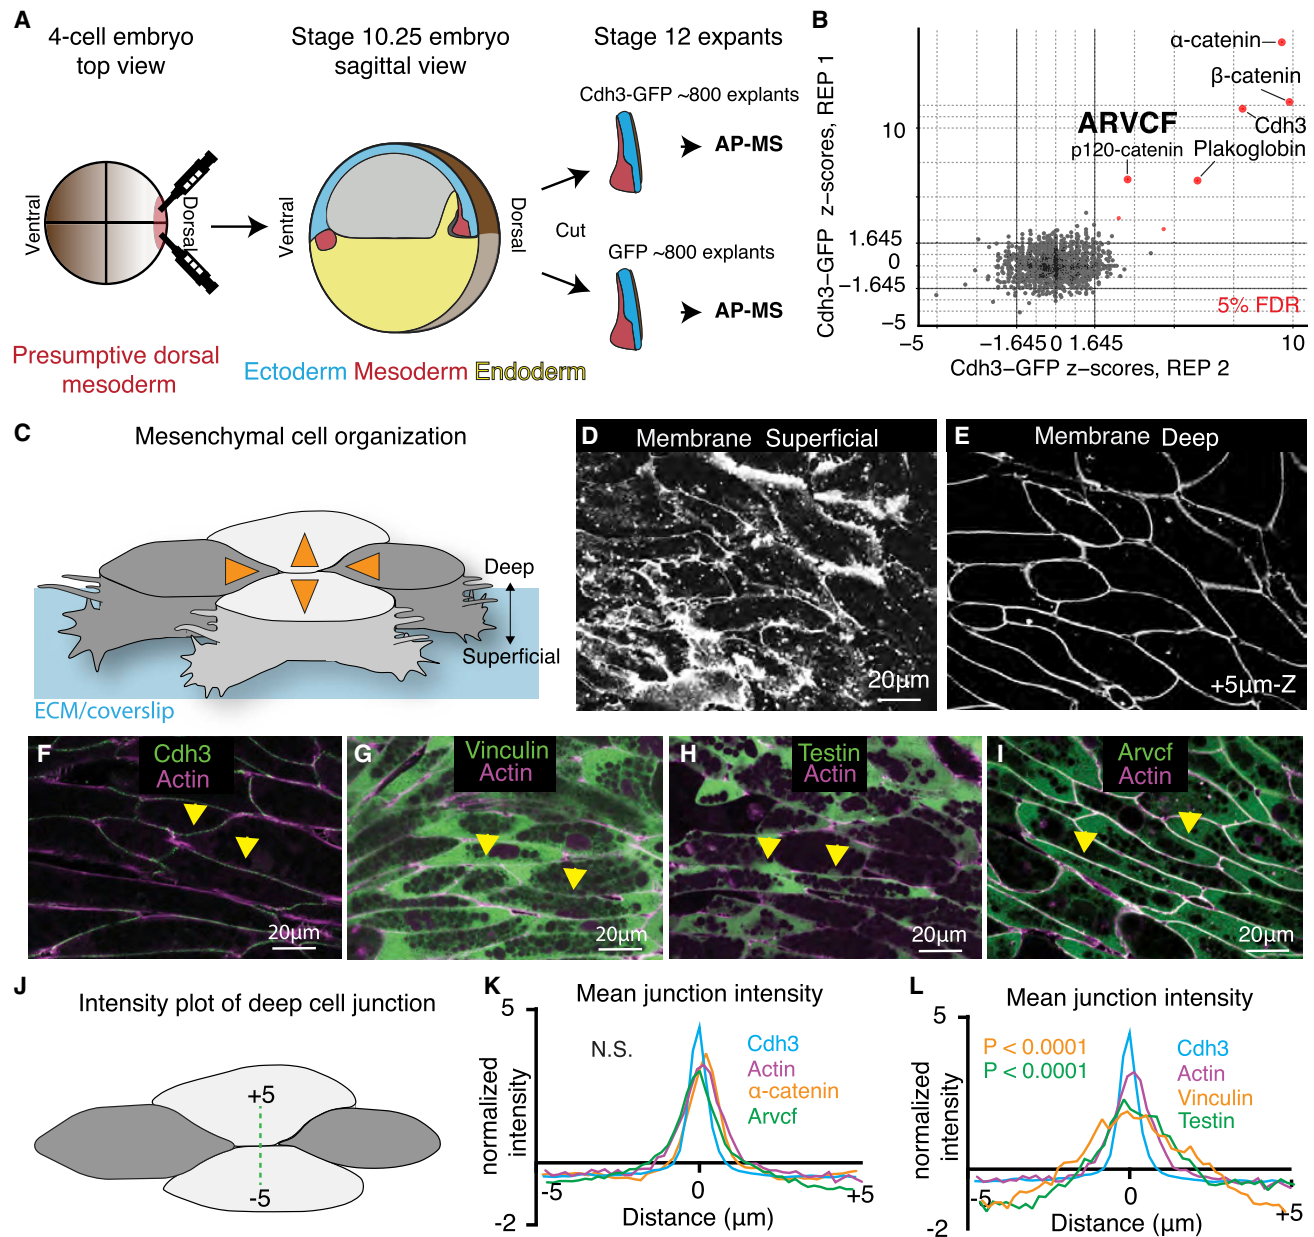 A
4-cell embryo
top view
Stage 10.25 embryo
sagittal view
Stage 12 expants
Ventral
Dorsal
Ventral
Dorsal
Cut
Cdh3-GFP ~800 explants
AP-MS
GFP ~800 explants
AP-MS
Presumptive dorsal
mesoderm
Ectoderm Mesoderm Endoderm
B
Cdh3–GFP z–scores, REP 1
10
1.645
0
−1.645
−5
α-catenin
β-catenin
ARVCF
Cdh3
p120-catenin
Plakoglobin
5% FDR
−5
−1.645
0
1.645
10
Cdh3–GFP z–scores, REP 2
C
Mesenchymal cell organization
Deep
Superficial
ECM/coverslip
D
Membrane Superficial
20µm
E
Membrane Deep
+5µm-Z
F
Cdh3
Actin
20µm
G
Vinculin
Actin
20µm
H
Testin
Actin
20µm
I
Arvcf
Actin
20µm
J
Intensity plot of deep cell junction
+5
-5
K
Mean junction intensity
5
N.S.
Cdh3
Actin
α-catenin
Arvcf
normalized
intensity
-5
0
+5
-2
Distance (µm)
L
Mean junction intensity
5
P < 0.0001
P < 0.0001
Cdh3
Actin
Vinculin
Testin
normalized
intensity
-5
0
+5
-2
Distance (µm)